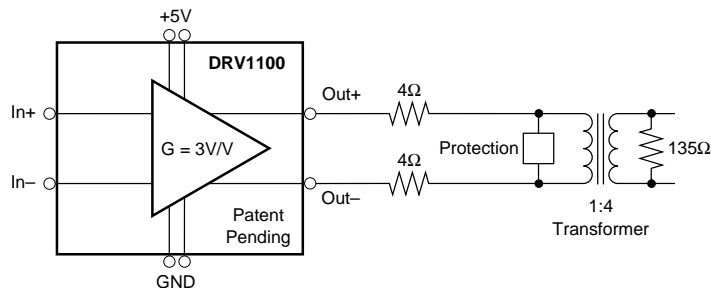 +5V
DRV1100
Out+
4Ω
In+
G = 3V/V
Protection
135Ω
In–
4Ω
Out–
Patent
Pending
1:4
Transformer
GND